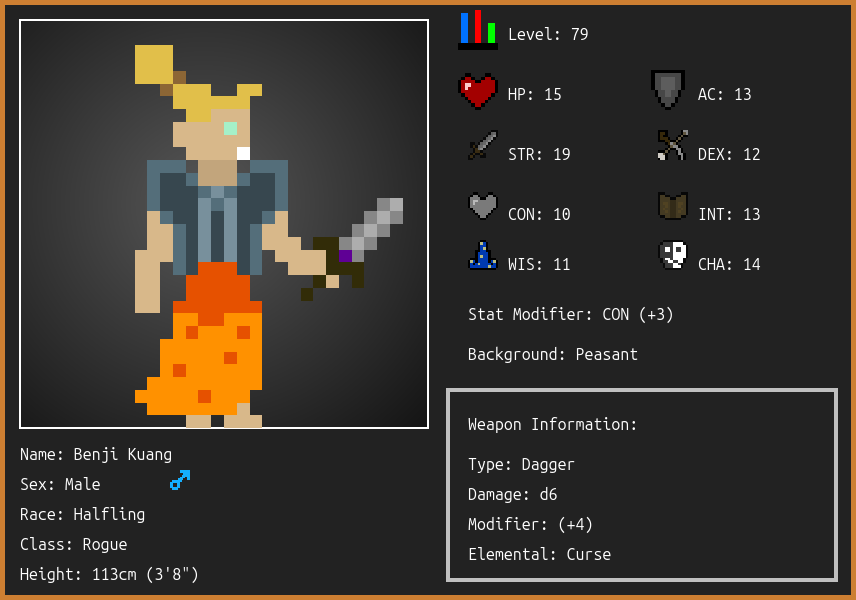 Level: 79
HP: 15
AC: 13
STR: 19
DEX: 12
CON: 10
INT: 13
WIS: 11
CHA: 14
Stat Modifier: CON (+3)
Background: Peasant
Weapon Information:
Type: Dagger
Damage: d6
Modifier: (+4)
Elemental: Curse
Name: Benji Kuang
Sex: Male
Race: Halfling
Class: Rogue
Height: 113cm (3'8")